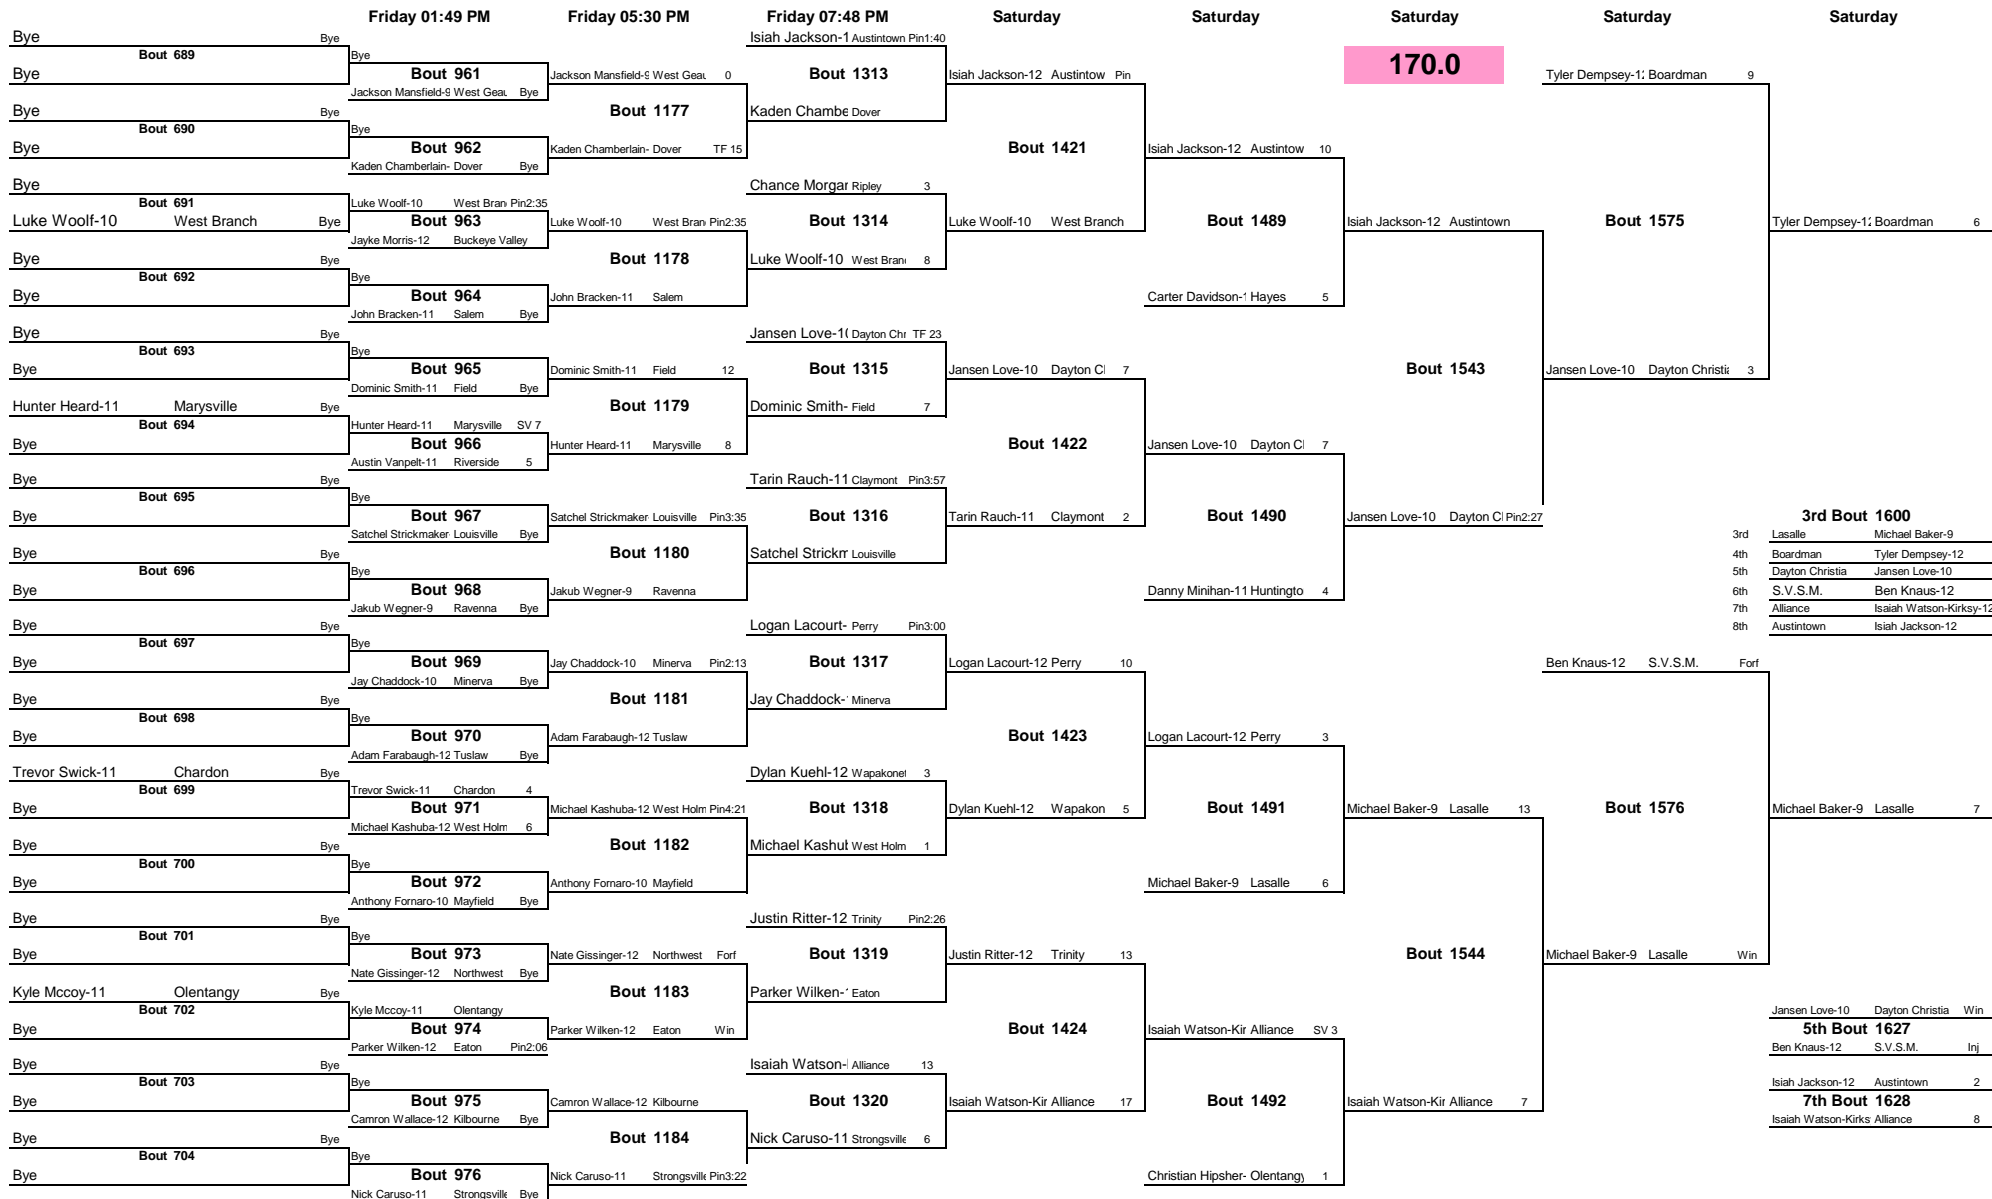 Friday 01:49 PM Friday 05:30 PM Friday 07:48 PM Saturday Saturday Saturday Saturday Saturday
170.0
Bye Bye
Bout 689
Bye
Bye Bye
Bout 690
Bye
Bye Bye
Bout 691
Luke Woolf-10 West Branch Bye
Bye Bye
Bout 692
Bye
Bye Bye
Bout 693
Bye
Hunter Heard-11 Marysville Bye
Bout 694
Bye
Bye Bye
Bout 695
Bye
Bye Bye
Bout 696
Bye
Bye Bye
Bout 697
Bye
Bye Bye
Bout 698
Bye
Trevor Swick-11 Chardon Bye
Bout 699
Bye
Bye Bye
Bout 700
Bye
Bye Bye
Bout 701
Bye
Kyle Mccoy-11 Olentangy Bye
Bout 702
Bye
Bye Bye
Bout 703
Bye
Bye Bye
Bout 704
Bye
Bye
Bout 961
Jackson Mansfield-9 West Geau Bye
Bye
Bout 962
Kaden Chamberlain- Dover Bye
Luke Woolf-10 West Bran Pin2:35
Bout 963
Jayke Morris-12 Buckeye Valley
Bye
Bout 964
John Bracken-11 Salem Bye
Bye
Bout 965
Dominic Smith-11 Field Bye
Hunter Heard-11 Marysville SV 7
Bout 966
Austin Vanpelt-11 Riverside 5
Bye
Bout 967
Satchel Strickmaker Louisville Bye
Bye
Bout 968
Jakub Wegner-9 Ravenna Bye
Bye
Bout 969
Jay Chaddock-10 Minerva Bye
Bye
Bout 970
Adam Farabaugh-12 Tuslaw Bye
Trevor Swick-11 Chardon 4
Bout 971
Michael Kashuba-12 West Holm 6
Bye
Bout 972
Anthony Fornaro-10 Mayfield Bye
Bye
Bout 973
Nate Gissinger-12 Northwest Bye
Kyle Mccoy-11 Olentangy
Bout 974
Parker Wilken-12 Eaton Pin2:06
Bye
Bout 975
Camron Wallace-12 Kilbourne Bye
Bye
Bout 976
Nick Caruso-11 Strongsville Bye
Jackson Mansfield-9 West Geau 0
Bout 1177
Kaden Chamberlain- Dover TF 15
Luke Woolf-10 West Bran Pin2:35
Bout 1178
John Bracken-11 Salem
Dominic Smith-11 Field 12
Bout 1179
Hunter Heard-11 Marysville 8
Satchel Strickmaker Louisville Pin3:35
Bout 1180
Jakub Wegner-9 Ravenna
Jay Chaddock-10 Minerva Pin2:13
Bout 1181
Adam Farabaugh-12 Tuslaw
Michael Kashuba-12 West Holm Pin4:21
Bout 1182
Anthony Fornaro-10 Mayfield
Nate Gissinger-12 Northwest Forf
Bout 1183
Parker Wilken-12 Eaton Win
Camron Wallace-12 Kilbourne
Bout 1184
Nick Caruso-11 Strongsville Pin3:22
Isiah Jackson-1 Austintown Pin1:40
Bout 1313
Kaden Chambe Dover
Chance Morgan Ripley 3
Bout 1314
Luke Woolf-10 West Bran 8
Jansen Love-10 Dayton Chr TF 23
Bout 1315
Dominic Smith- Field 7
Tarin Rauch-11 Claymont Pin3:57
Bout 1316
Satchel Strickm Louisville
Logan Lacourt- Perry Pin3:00
Bout 1317
Jay Chaddock- Minerva
Dylan Kuehl-12 Wapakonet 3
Bout 1318
Michael Kashub West Holm 1
Justin Ritter-12 Trinity Pin2:26
Bout 1319
Parker Wilken- Eaton
Isaiah Watson- Alliance 13
Bout 1320
Nick Caruso-11 Strongsville 6
Isiah Jackson-12 Austintow Pin
Bout 1421
Luke Woolf-10 West Branch
Jansen Love-10 Dayton C 7
Bout 1422
Tarin Rauch-11 Claymont 2
Logan Lacourt-12 Perry 10
Bout 1423
Dylan Kuehl-12 Wapakon 5
Justin Ritter-12 Trinity 13
Bout 1424
Isaiah Watson-Kir Alliance 17
Isiah Jackson-12 Austintow 10
Bout 1489
Carter Davidson-1 Hayes 5
Jansen Love-10 Dayton C 7
Bout 1490
Danny Minihan-11 Huntingto 4
Logan Lacourt-12 Perry 3
Bout 1491
Michael Baker-9 Lasalle 6
Isaiah Watson-Kir Alliance SV 3
Bout 1492
Christian Hipsher- Olentangy 1
Isiah Jackson-12 Austintown
Bout 1543
Jansen Love-10 Dayton C Pin2:27
Michael Baker-9 Lasalle 13
Bout 1544
Isaiah Watson-Kir Alliance 7
Tyler Dempsey-12 Boardman 9
Bout 1575
Jansen Love-10 Dayton Christia 3
Ben Knaus-12 S.V.S.M. Forf
Bout 1576
Michael Baker-9 Lasalle Win
Tyler Dempsey-12 Boardman 6
3rd Bout 1600
3rd Lasalle Michael Baker-9
4th Boardman Tyler Dempsey-12
5th Dayton Christia Jansen Love-10
6th S.V.S.M. Ben Knaus-12
7th Alliance Isaiah Watson-Kirksy-12
8th Austintown Isiah Jackson-12
Michael Baker-9 Lasalle 7
Jansen Love-10 Dayton Christia Win
5th Bout 1627
Ben Knaus-12 S.V.S.M. Inj
Isiah Jackson-12 Austintown 2
7th Bout 1628
Isaiah Watson-Kirks Alliance 8